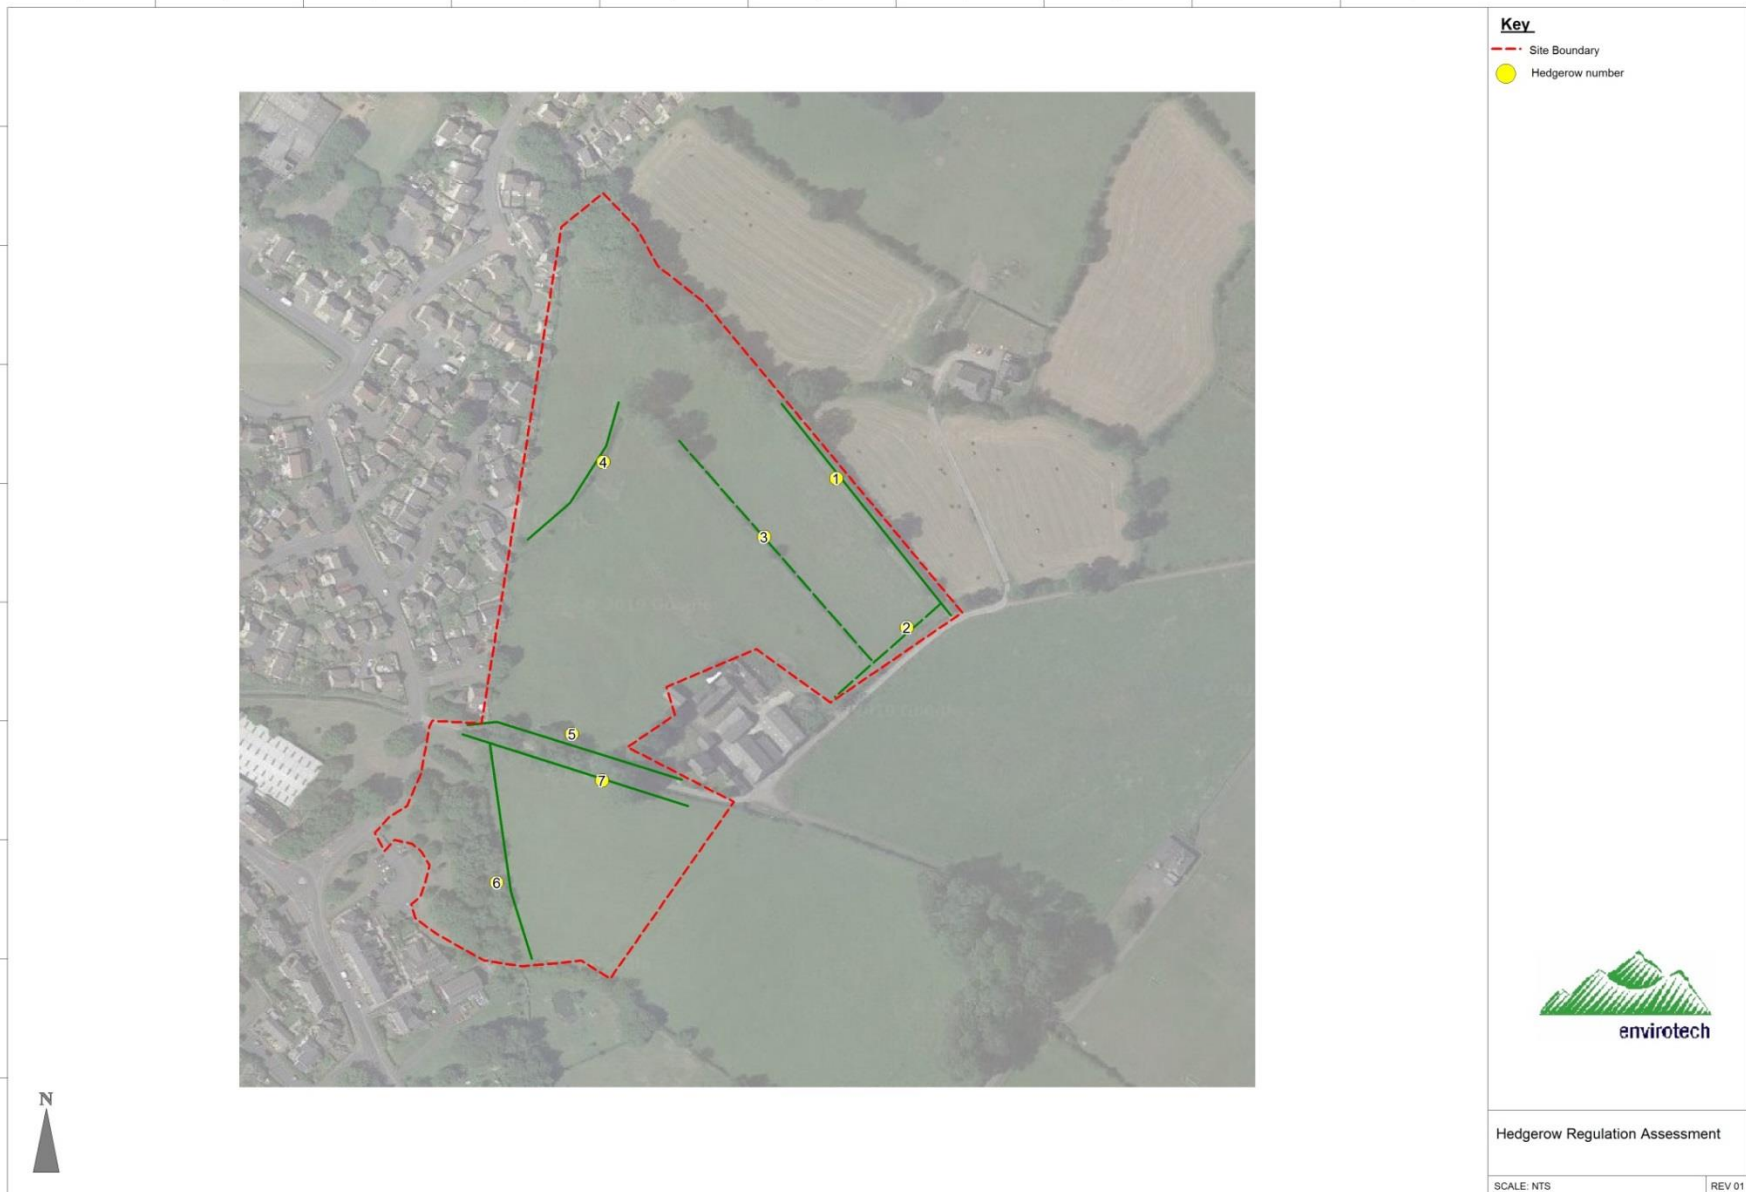 Key
Site Boundary
Hedgerow number
4
1
3
2
5
7
6
N
envirotech
Hedgerow Regulation Assessment
SCALE: NTS
REV 01